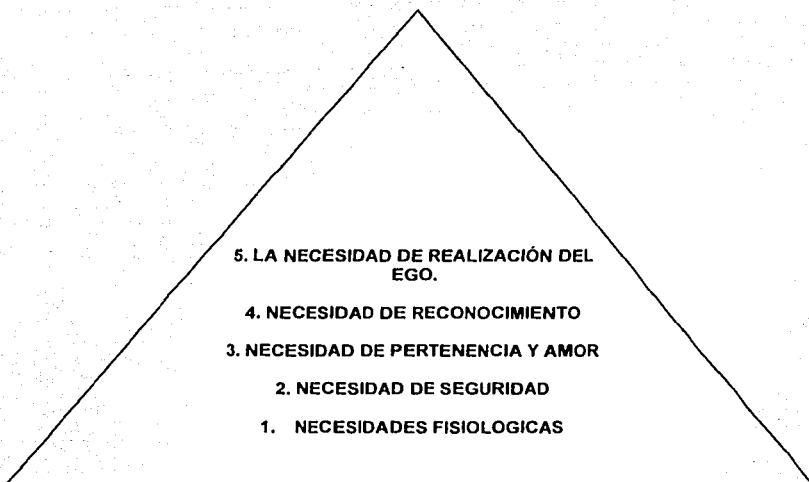 5. LA NECESIDAD DE REALIZACIÓN DEL
EGO.
4. NECESIDAD DE RECONOCIMIENTO
3. NECESIDAD DE PERTENENCIA Y AMOR
2. NECESIDAD DE SEGURIDAD
1. NECESIDADES FISIOLOGICAS